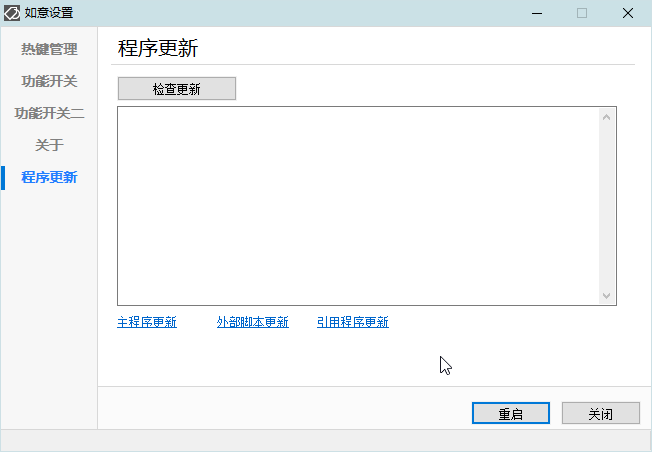 如意设置
热键管理
功能开关
功能开关二
关于
程序更新
程序更新
检查更新
主程序更新 外部脚本更新 引用程序更新
重启 关闭